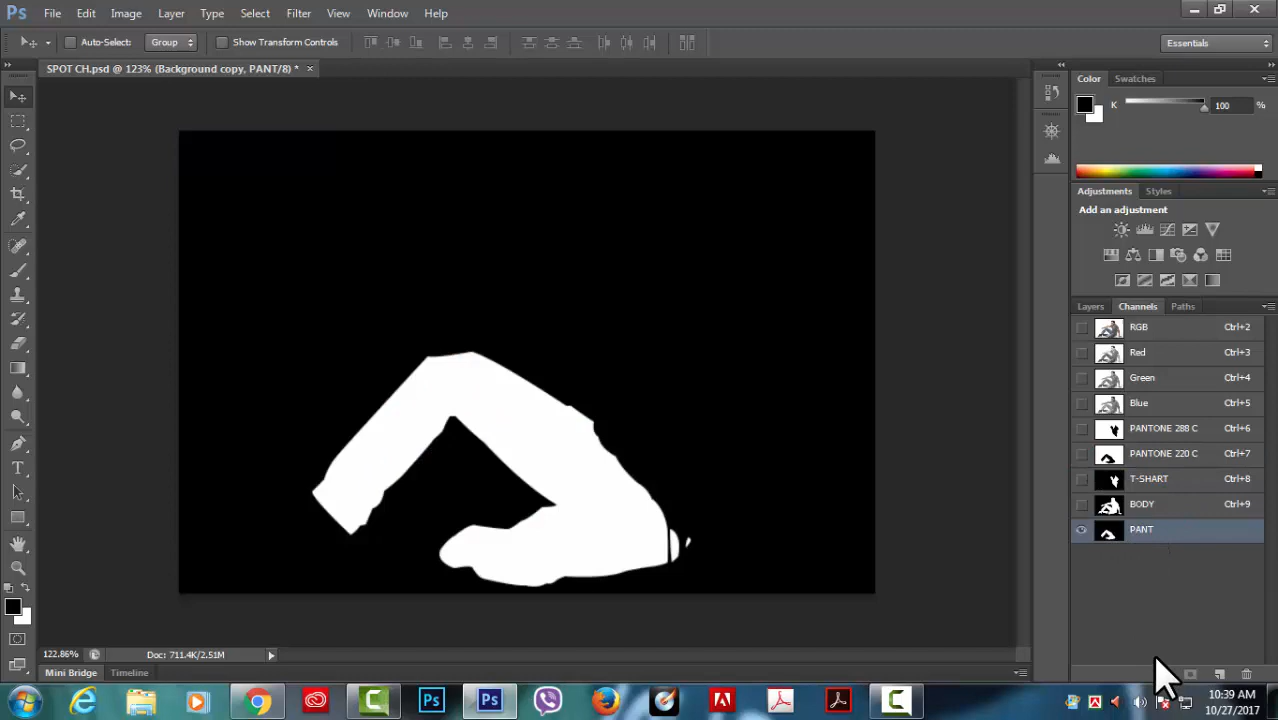 Ps File Edit Image Layer Type Select Filter View Window Help
Auto-Select: Group Show Transform Controls Essentials
SPOT CH.psd @ 123% (Background copy, PANT/8) * ×
Color Swatches
K 100 %
Adjustments Styles
Add an adjustment
Layers Channels Paths
RGB Ctrl+2
Red Ctrl+3
Green Ctrl+4
Blue Ctrl+5
PANTONE 288 C Ctrl+6
PANTONE 220 C Ctrl+7
T-SHART Ctrl+8
BODY Ctrl+9
PANT
122.86% Doc: 711.4K/2.51M
Mini Bridge Timeline
Ps Ps
10:39 AM
10/27/2017